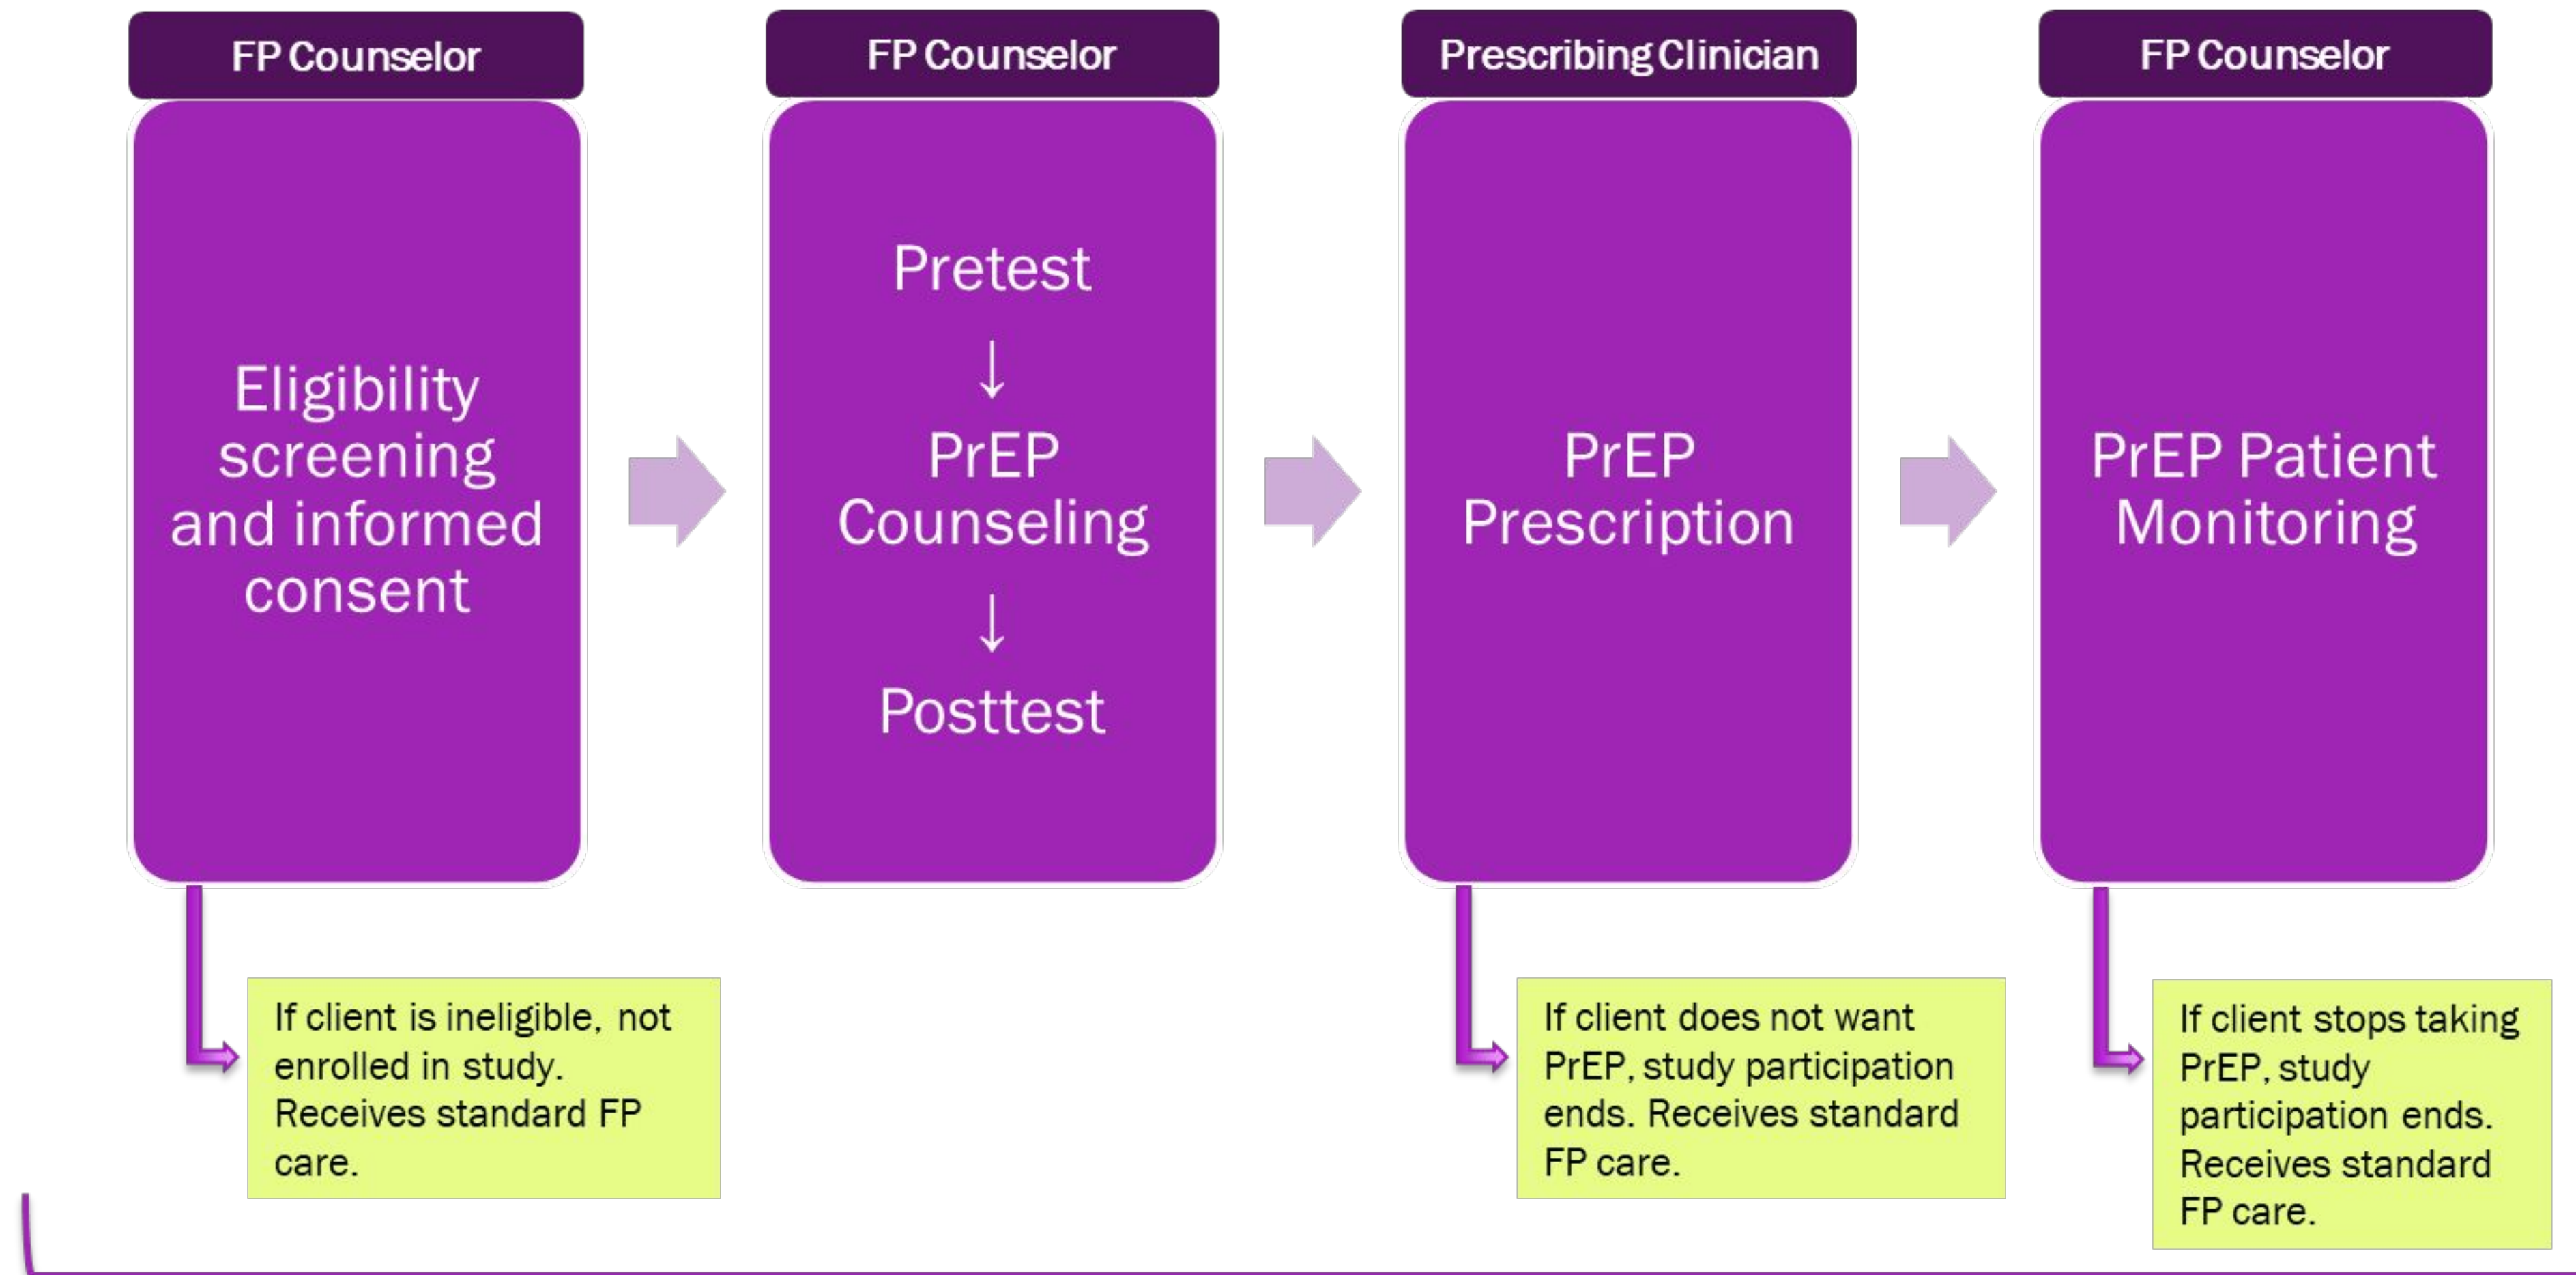 FP Counselor
Eligibility
screening
and informed
consent
If client is ineligible, not
enrolled in study.
Receives standard FP
care.
FP Counselor
Pretest
↓
PrEP
Counseling
↓
Posttest
Prescribing Clinician
PrEP
Prescription
If client does not want
PrEP, study participation
ends. Receives standard
FP care.
FP Counselor
PrEP Patient
Monitoring
If client stops taking
PrEP, study
participation ends.
Receives standard
FP care.